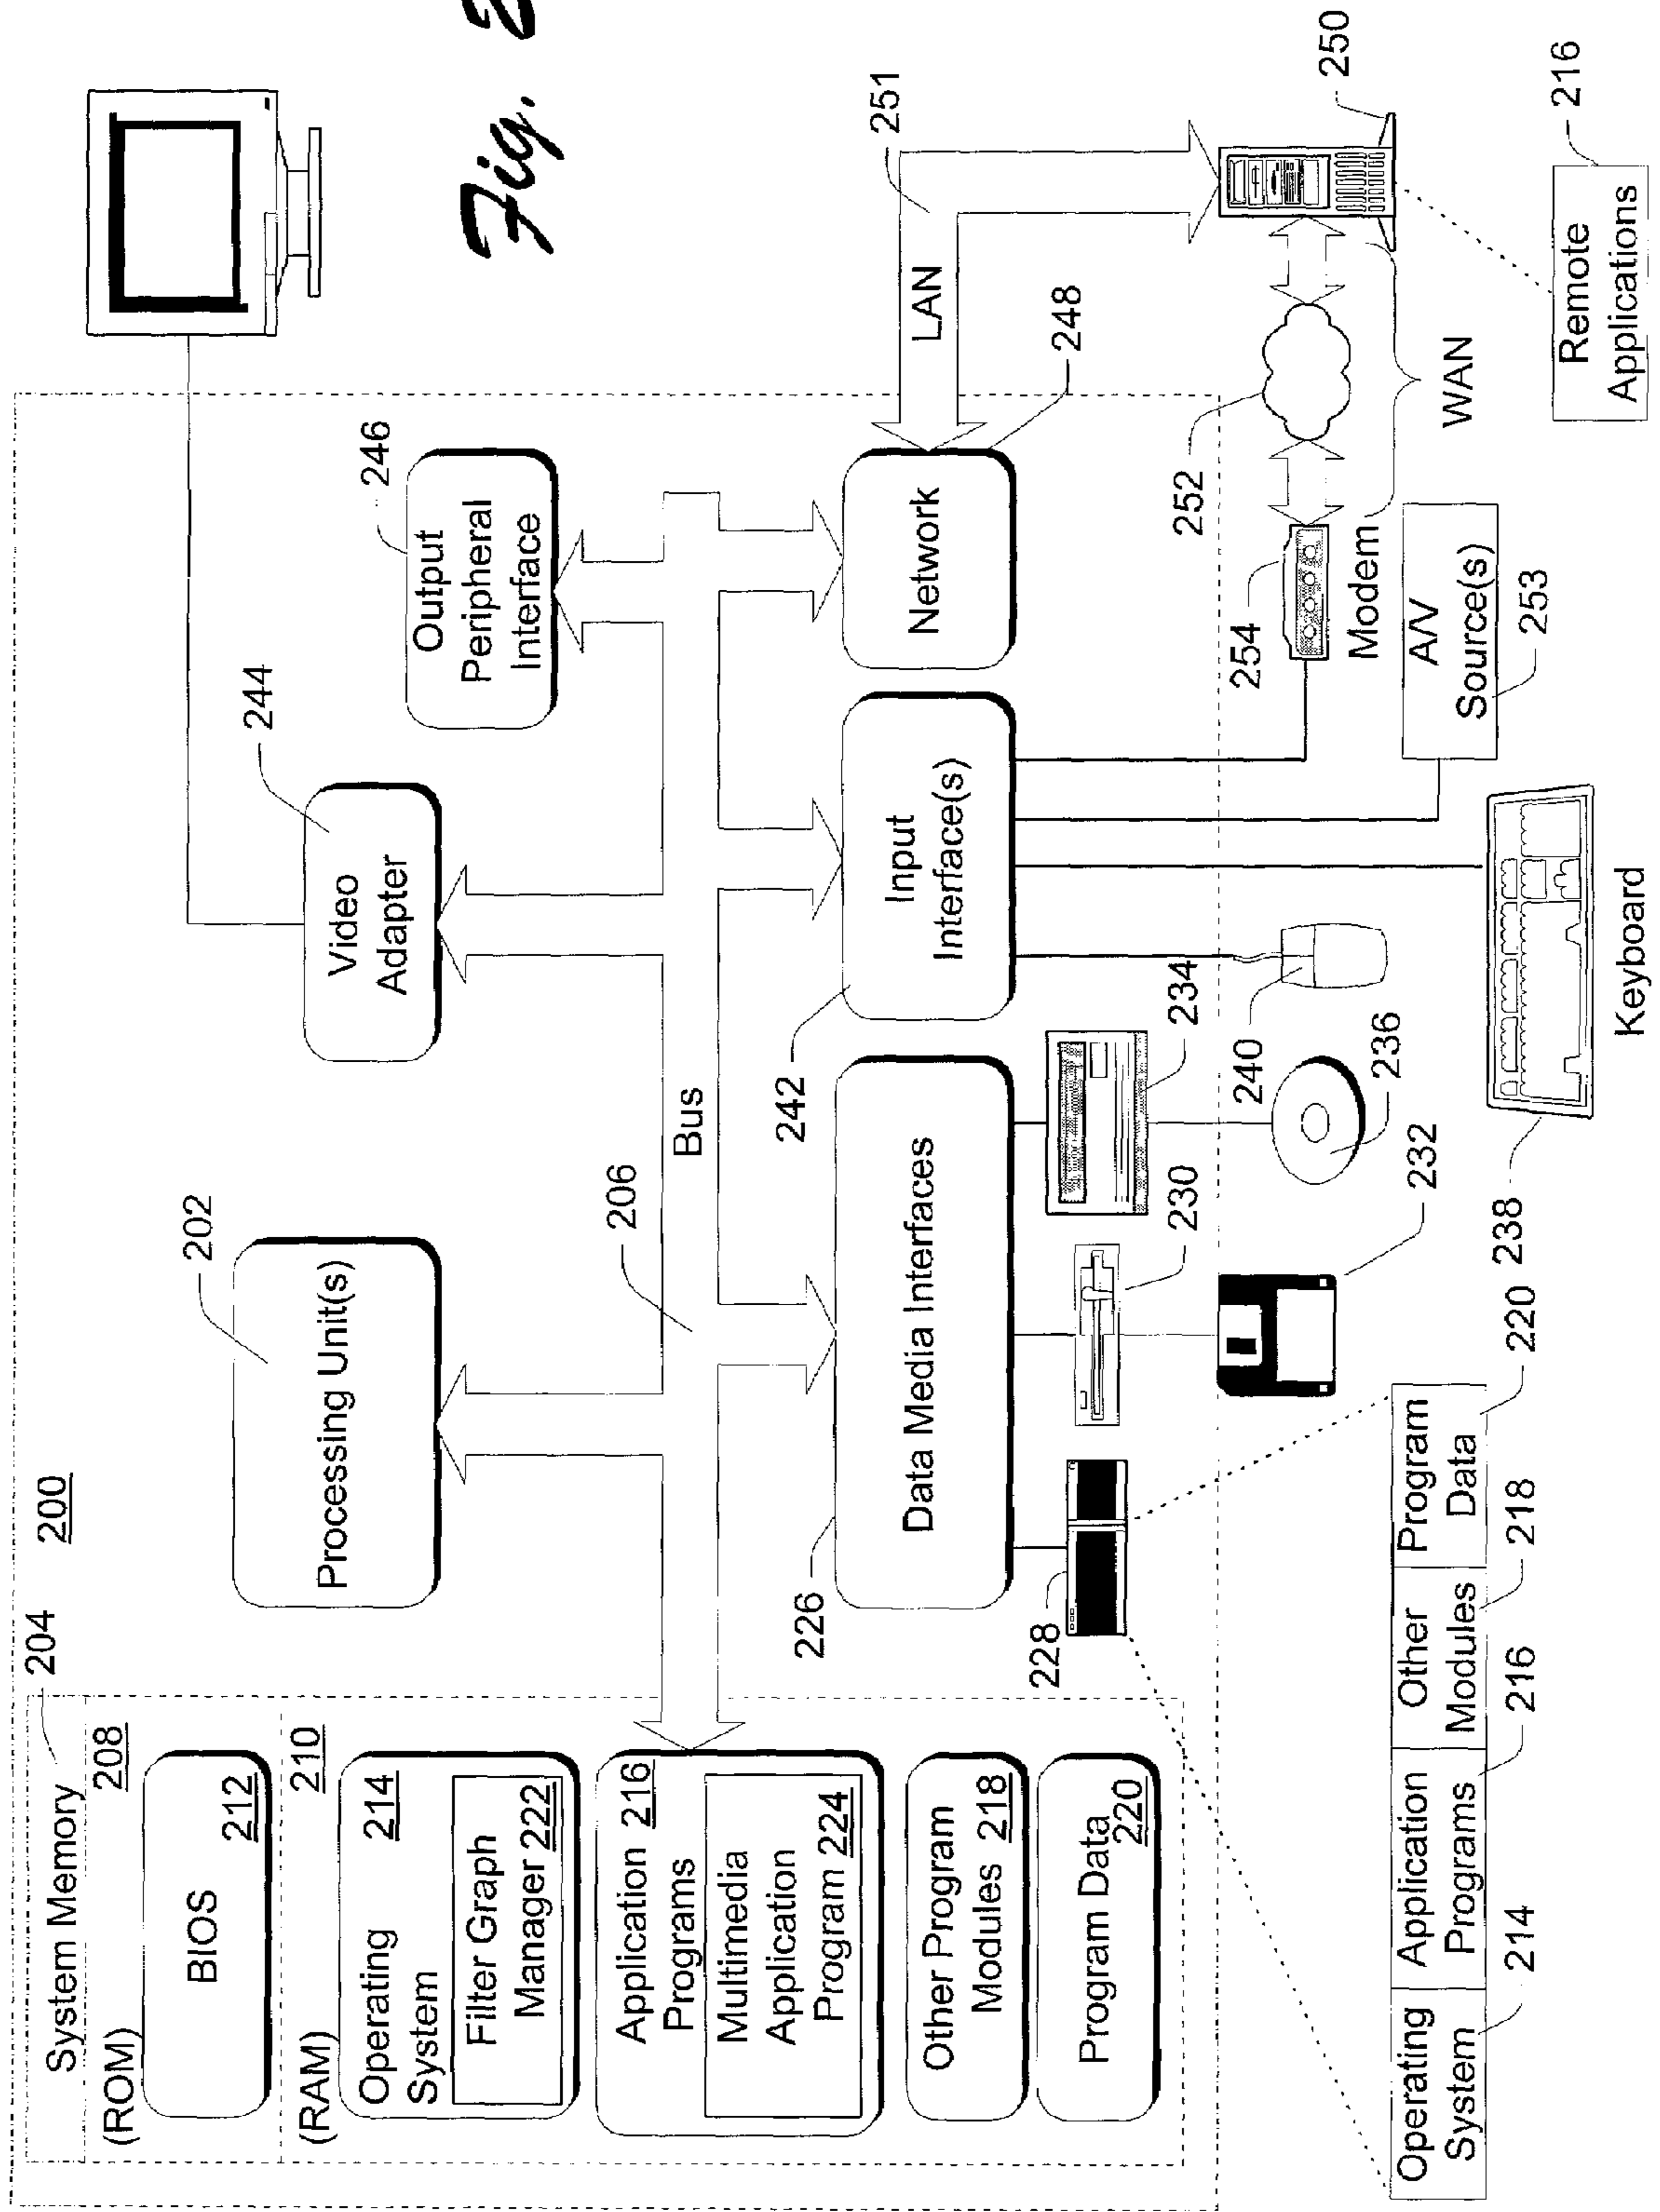 200
System Memory
204
(ROM)
208
BIOS
212
(RAM)
210
Operating
System
214
Filter Graph
Manager 222
Application
Programs
216
Multimedia
Application
Program 224
Other Program
Modules 218
Program Data
220
202
Processing Unit(s)
206
Bus
244
Video
Adapter
246
Output
Peripheral
Interface
Fig. 2
226
Data Media Interfaces
242
Input
Interface(s)
Network
248
LAN
251
228
230
234
240
236
232
254
Modem
252
WAN
250
A/V
Source(s)
253
Remote
Applications
216
238
Keyboard
Operating
System
214
Application
Programs
216
Other
Modules
218
Program
Data
220